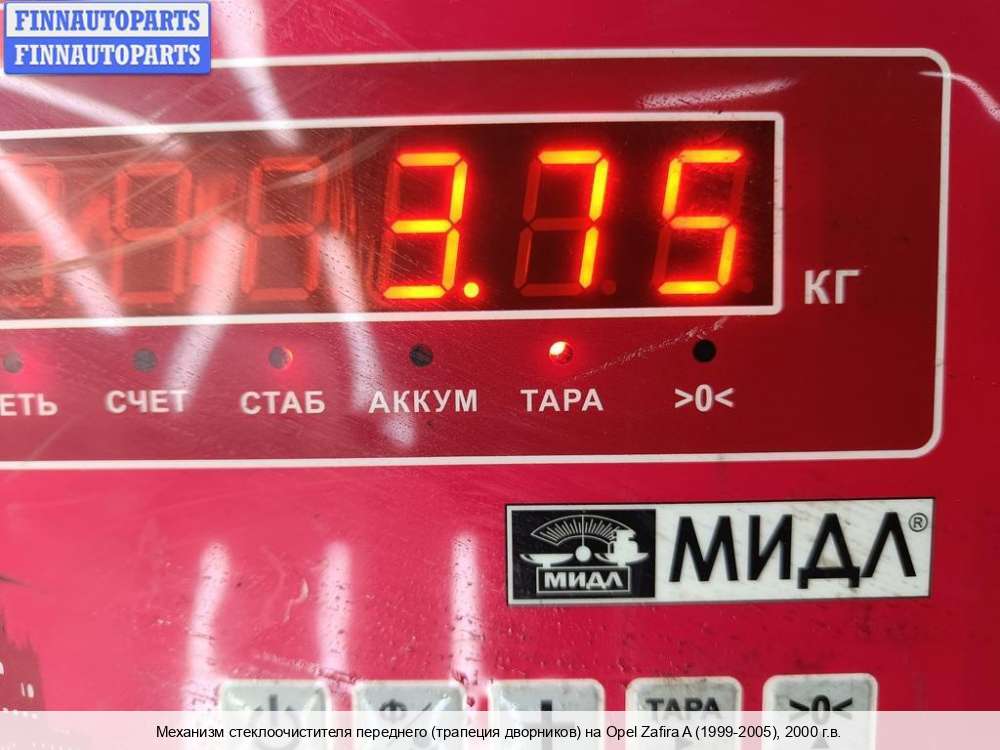 FINNAUTOPARTS
FINNAUTOPARTS
3.75
КГ
ЕТЬ СЧЕТ СТАБ АККУМ ТАРА >0<
МИДЛ МИДЛ®
Ф + ТАРА >0<
Механизм стеклоочистителя переднего (трапеция дворников) на Opel Zafira A (1999-2005), 2000 г.в.